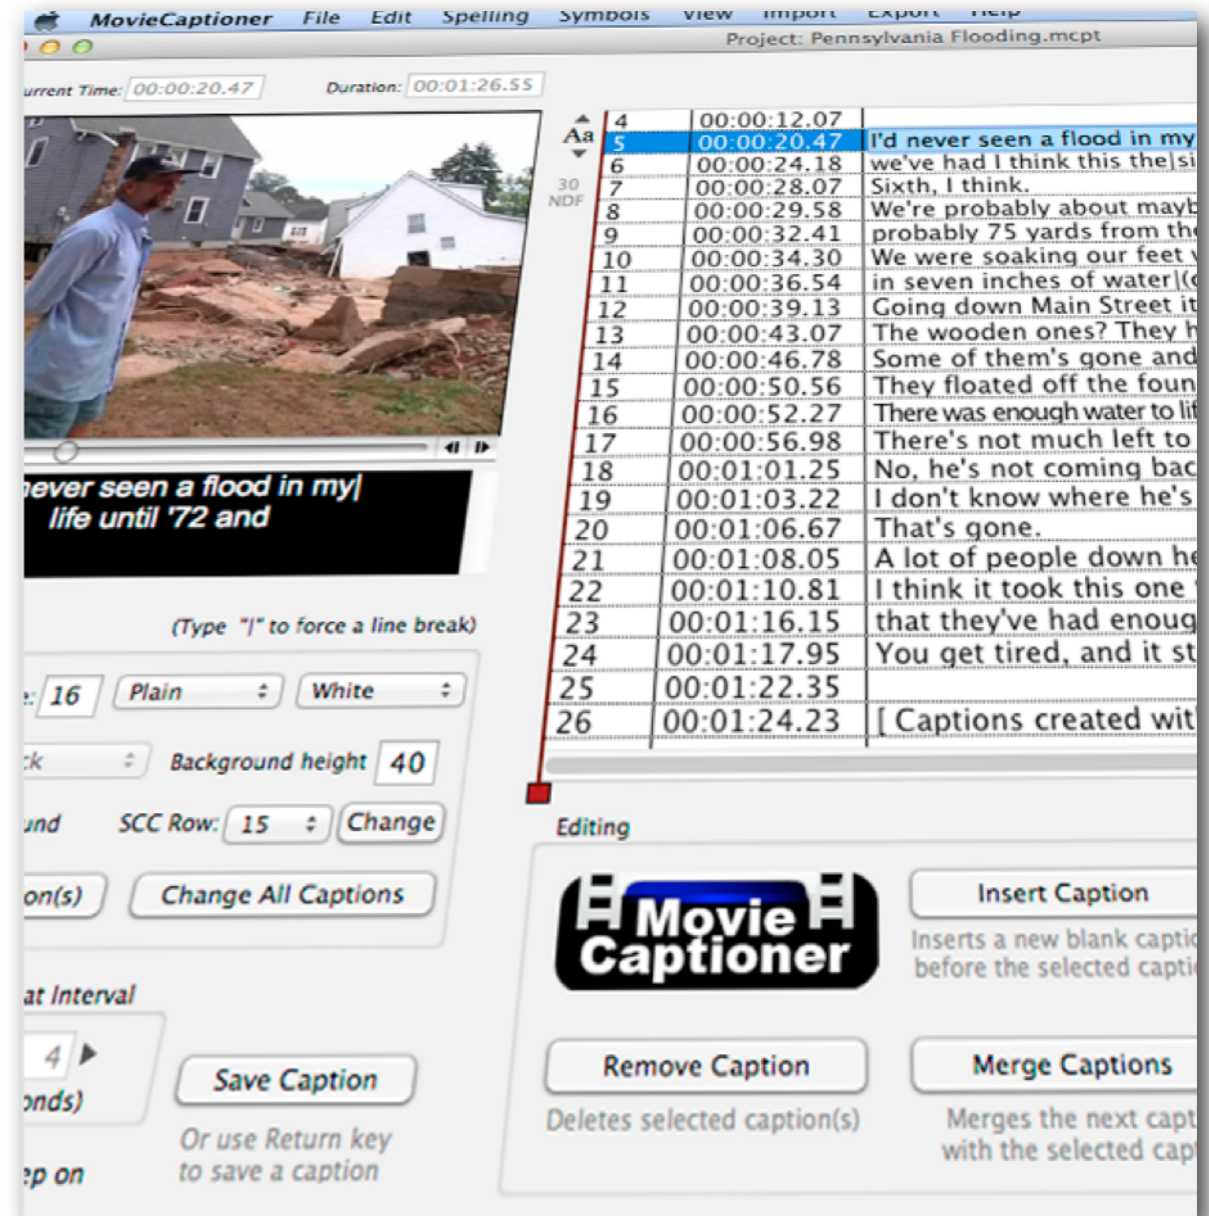 MovieCaptioner File Edit Spelling Symbols View Import Export Help
Project: Pennsylvania Flooding.mcpt
urrent Time: 00:00:20.47 Duration: 00:01:26.55
Aa
30
NDF
4 00:00:12.07
5 00:00:20.47 I'd never seen a flood in my
6 00:00:24.18 we've had I think this the|si
7 00:00:28.07 Sixth, I think.
8 00:00:29.58 We're probably about mayb
9 00:00:32.41 probably 75 yards from the
10 00:00:34.30 We were soaking our feet
11 00:00:36.54 in seven inches of water|(
12 00:00:39.13 Going down Main Street it
13 00:00:43.07 The wooden ones? They h
14 00:00:46.78 Some of them's gone and
15 00:00:50.56 They floated off the foun
16 00:00:52.27 There was enough water to lif
17 00:00:56.98 There's not much left to
18 00:01:01.25 No, he's not coming bac
19 00:01:03.22 I don't know where he's
20 00:01:06.67 That's gone.
21 00:01:08.05 A lot of people down he
22 00:01:10.81 I think it took this one
23 00:01:16.15 that they've had enoug
24 00:01:17.95 You get tired, and it st
25 00:01:22.35
26 00:01:24.23 [ Captions created wit
never seen a flood in my|
life until '72 and
(Type "|" to force a line break)
e: 16 Plain White
ck Background height 40
und SCC Row: 15 Change
on(s) Change All Captions
at Interval
4
onds)
Save Caption
Or use Return key
to save a caption
ep on
Editing
Movie
Captioner
Insert Caption
Inserts a new blank captio
before the selected captio
Remove Caption
Deletes selected caption(s)
Merge Captions
Merges the next capt
with the selected cap